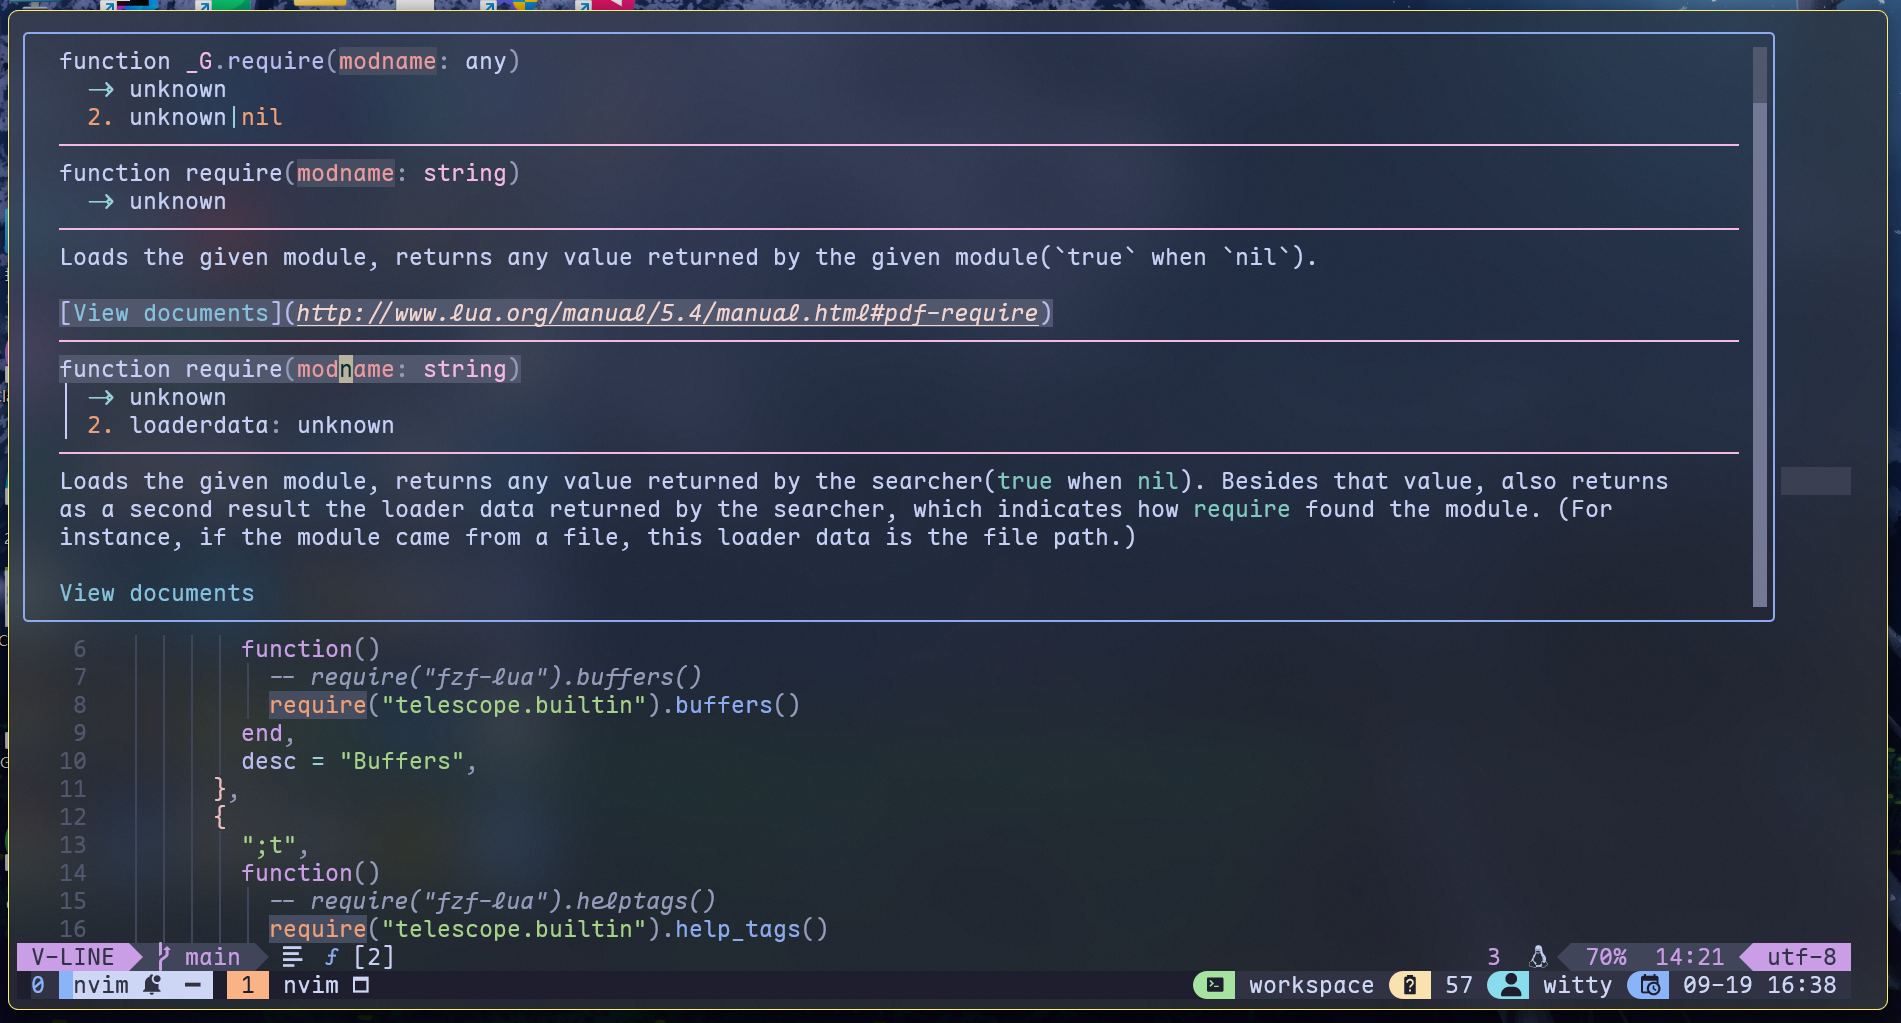 function _G.require(modname: any)
→ unknown
2. unknown|nil
function require(modname: string)
→ unknown
Loads the given module, returns any value returned by the given module(`true` when `nil`).
[View documents](http://www.lua.org/manual/5.4/manual.html#pdf-require)
function require(modname: string)
→ unknown
2. loaderdata: unknown
Loads the given module, returns any value returned by the searcher(true when nil). Besides that value, also returns
as a second result the loader data returned by the searcher, which indicates how require found the module. (For
instance, if the module came from a file, this loader data is the file path.)
View documents
6 function()
7 -- require("fzf-lua").buffers()
8 require("telescope.builtin").buffers()
9 end,
10 desc = "Buffers",
11 },
12 {
13 ";t",
14 function()
15 -- require("fzf-lua").helptags()
16 require("telescope.builtin").help_tags()
V-LINE main f [2] 3 70% 14:21 utf-8
0 nvim 1 nvim workspace 57 witty 09-19 16:38